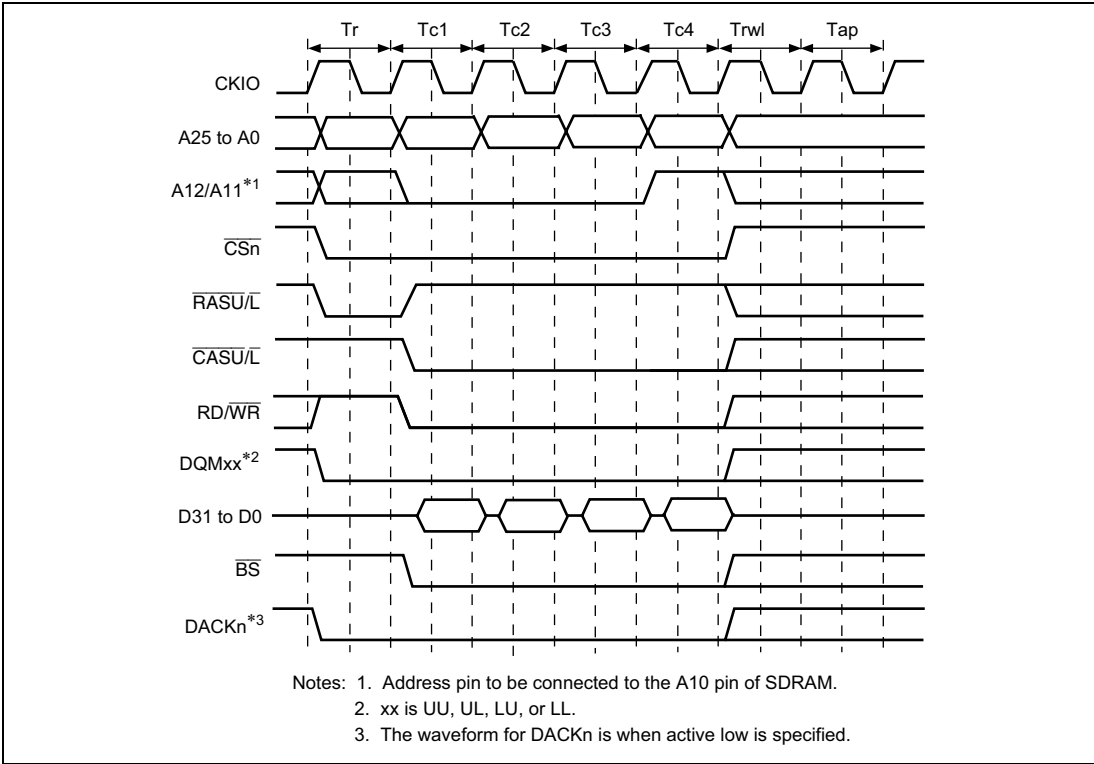 Tr Tc1 Tc2 Tc3 Tc4 Trwl Tap
CKIO
A25 to A0
A12/A11*1
CSn
RASU/L
CASU/L
RD/WR
DQMxx*2
D31 to D0
BS
DACKn*3
Notes: 1. Address pin to be connected to the A10 pin of SDRAM.
2. xx is UU, UL, LU, or LL.
3. The waveform for DACKn is when active low is specified.